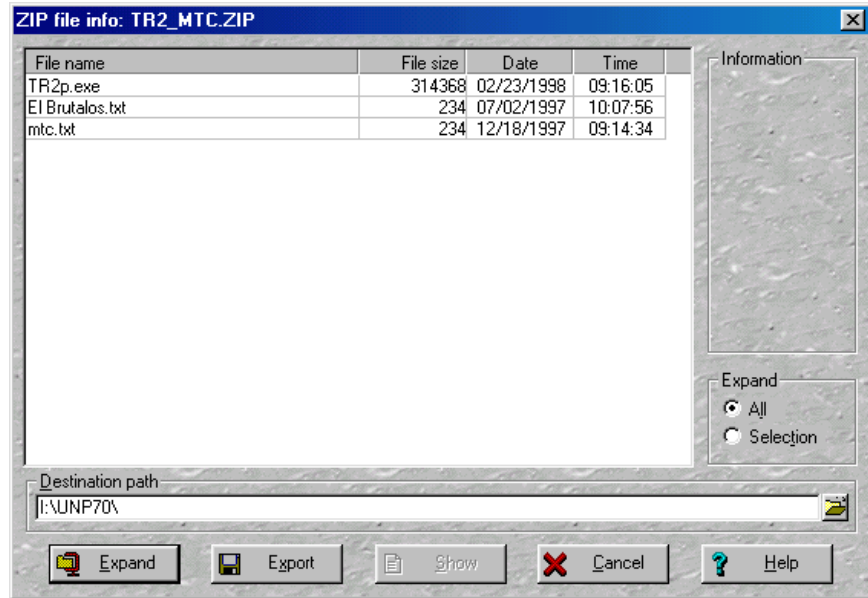 ZIP file info: TR2_MTC.ZIP
File name File size Date Time
TR2p.exe 314368 02/23/1998 09:16:05
El Brutalos.txt 234 07/02/1997 10:07:56
mtc.txt 234 12/18/1997 09:14:34
Information
Expand
All
Selection
Destination path
I:\UNP70\
Expand Export Show Cancel Help